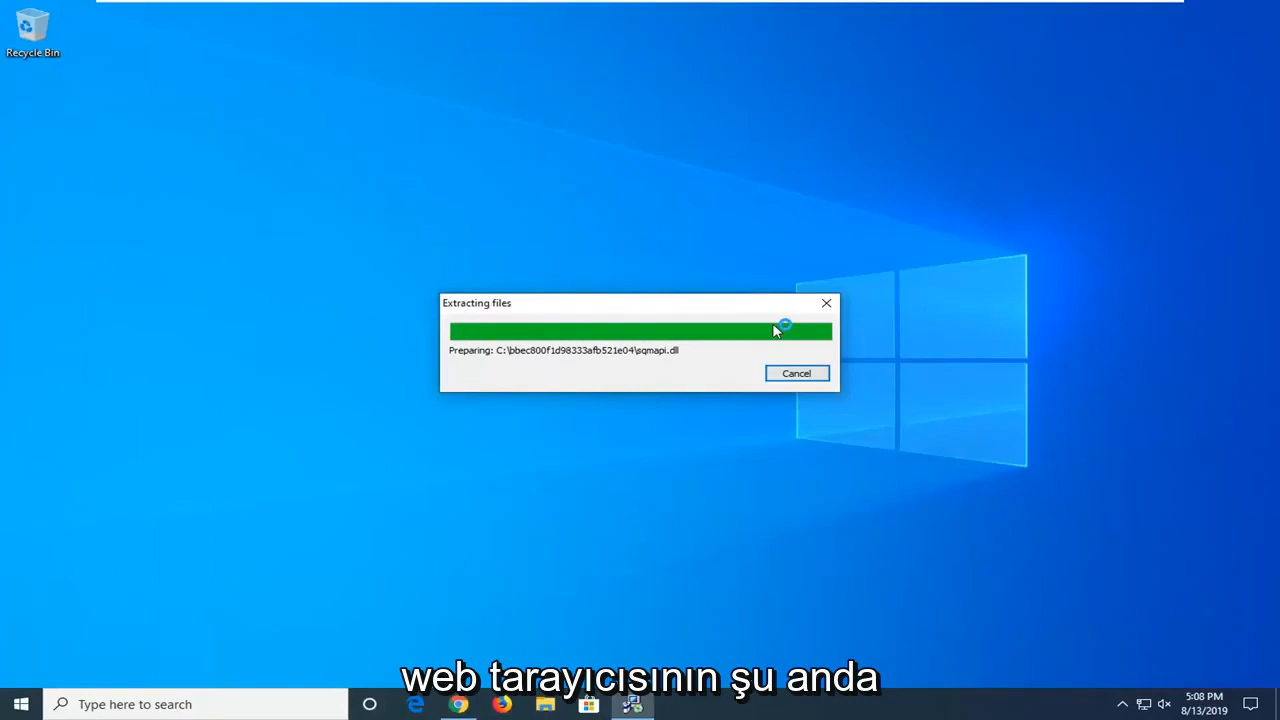 Recycle Bin
Extracting files
Preparing: C:\bbec800f1d98333afb521e04\sqmapi.dll
Cancel
web tarayıcısının şu anda
Type here to search
5:08 PM
8/13/2019